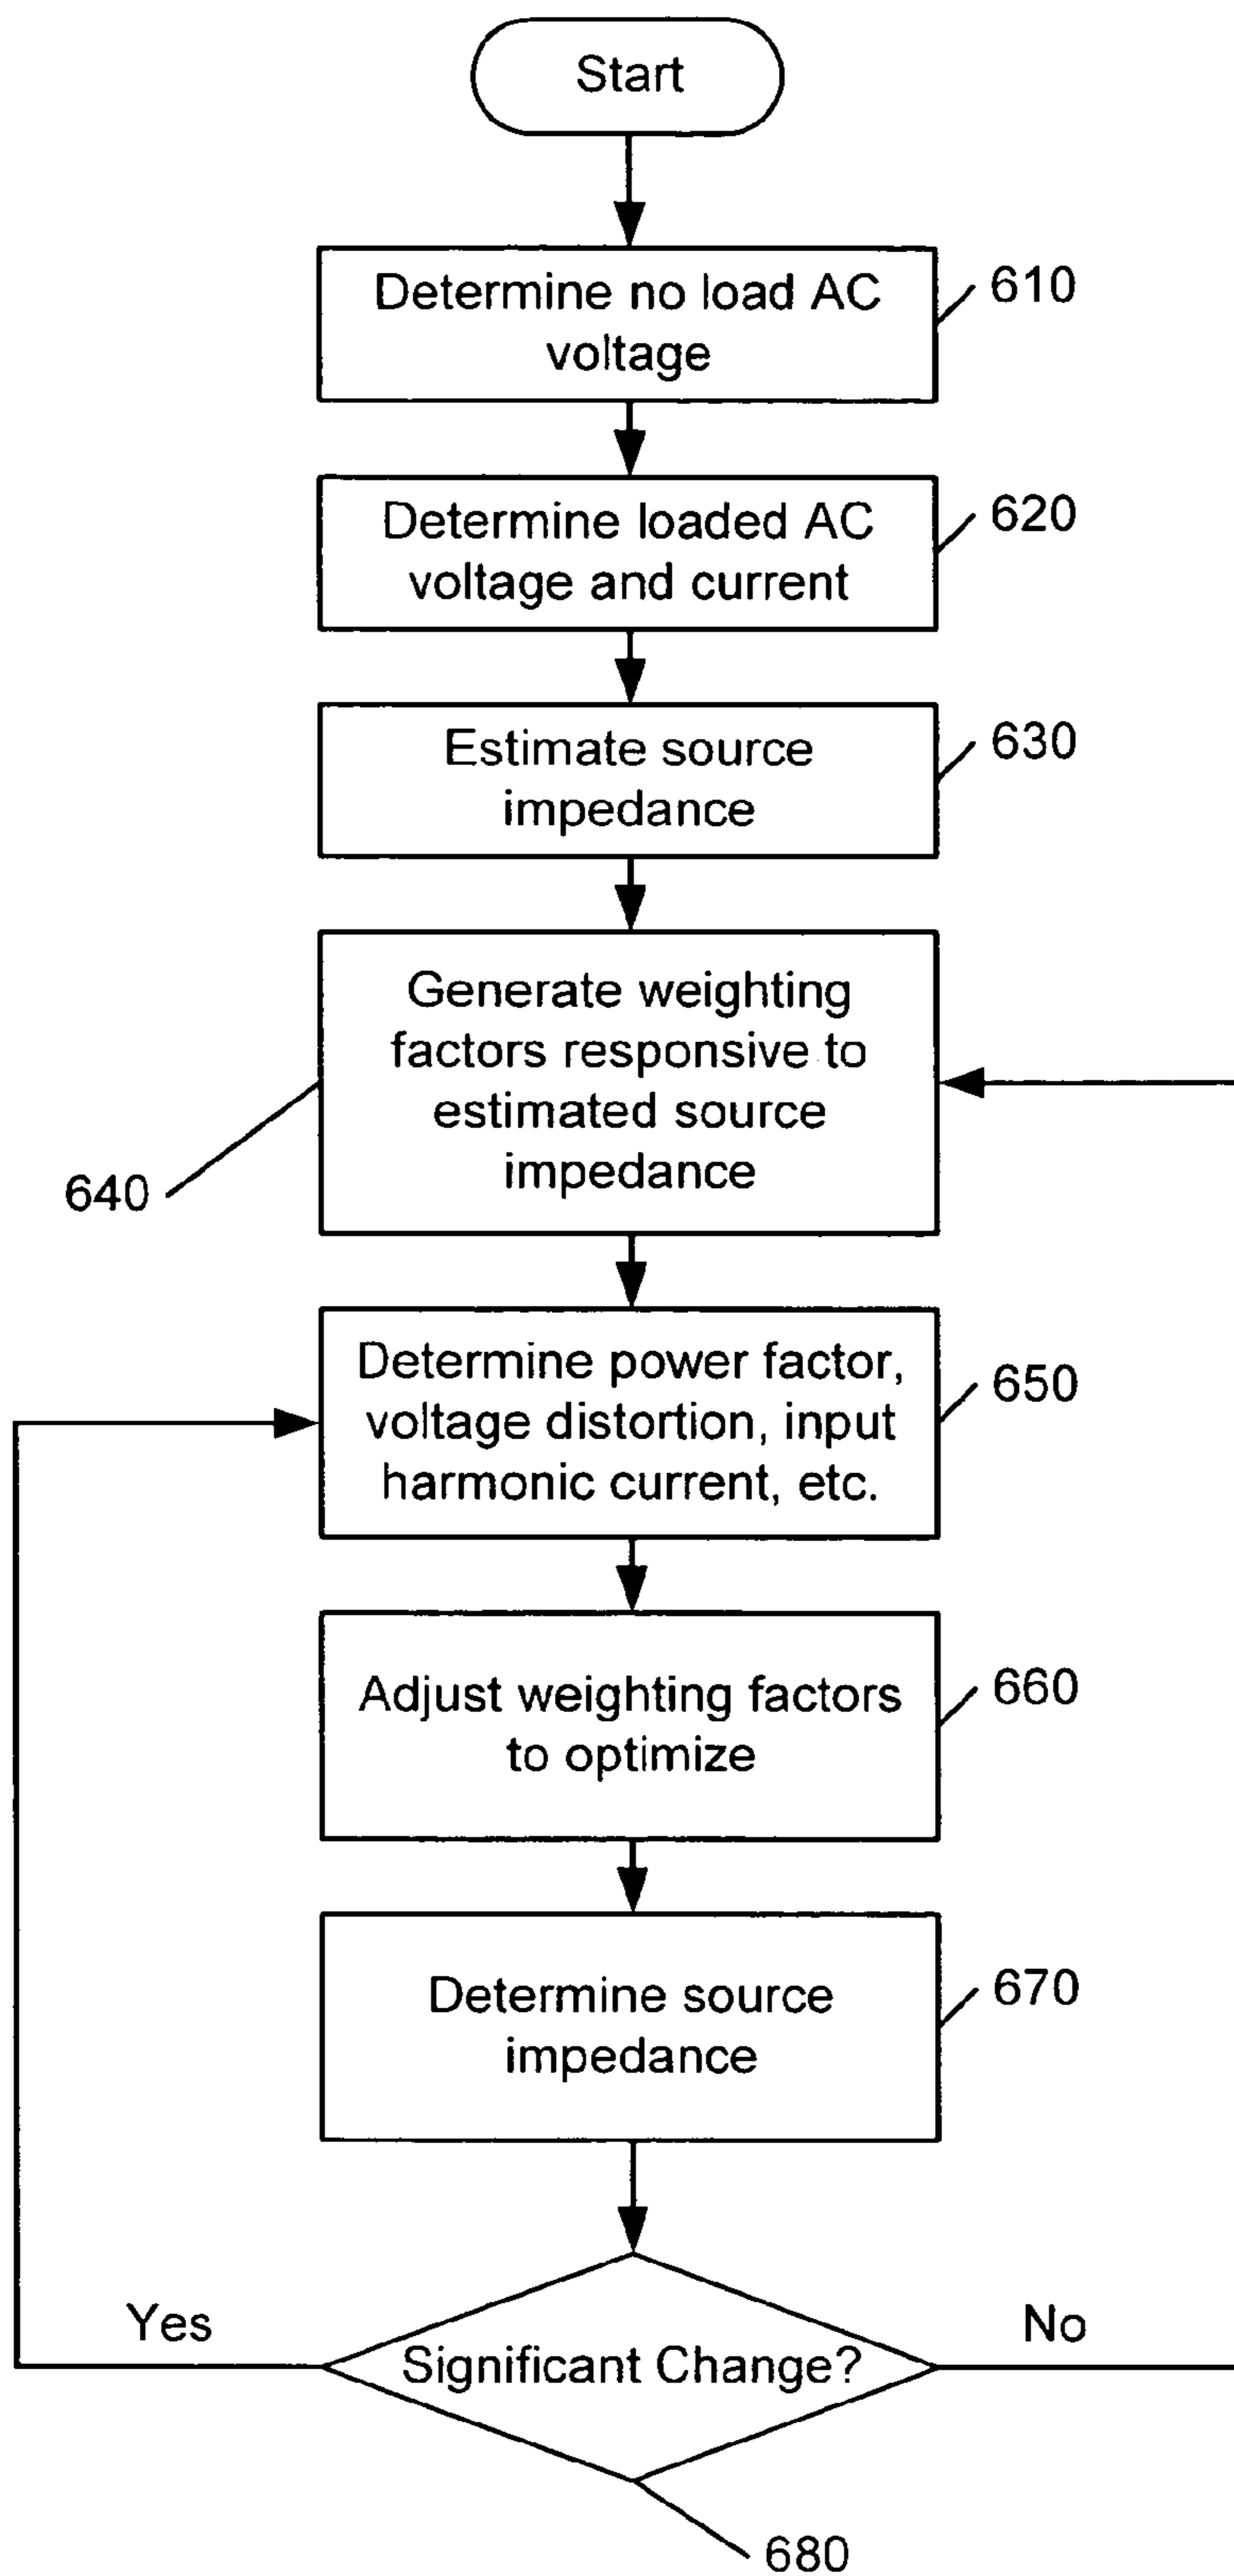 Start
Determine no load AC
voltage
610
Determine loaded AC
voltage and current
620
Estimate source
impedance
630
Generate weighting
factors responsive to
estimated source
impedance
640
Determine power factor,
voltage distortion, input
harmonic current, etc.
650
Adjust weighting factors
to optimize
660
Determine source
impedance
670
Yes
Significant Change?
No
680